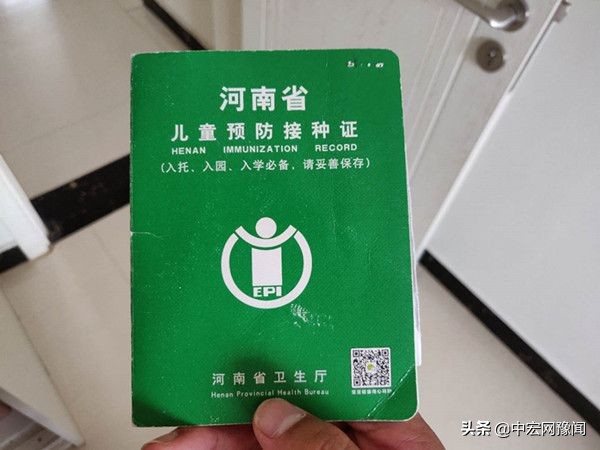 河南省
儿童预防接种证
HENAN IMMUNIZATION RECORD
(入托、入园、入学必备,请妥善保存)
EPI
河南省卫生厅
Henan Provincial Health Bureau
头条 @中宏网豫闻